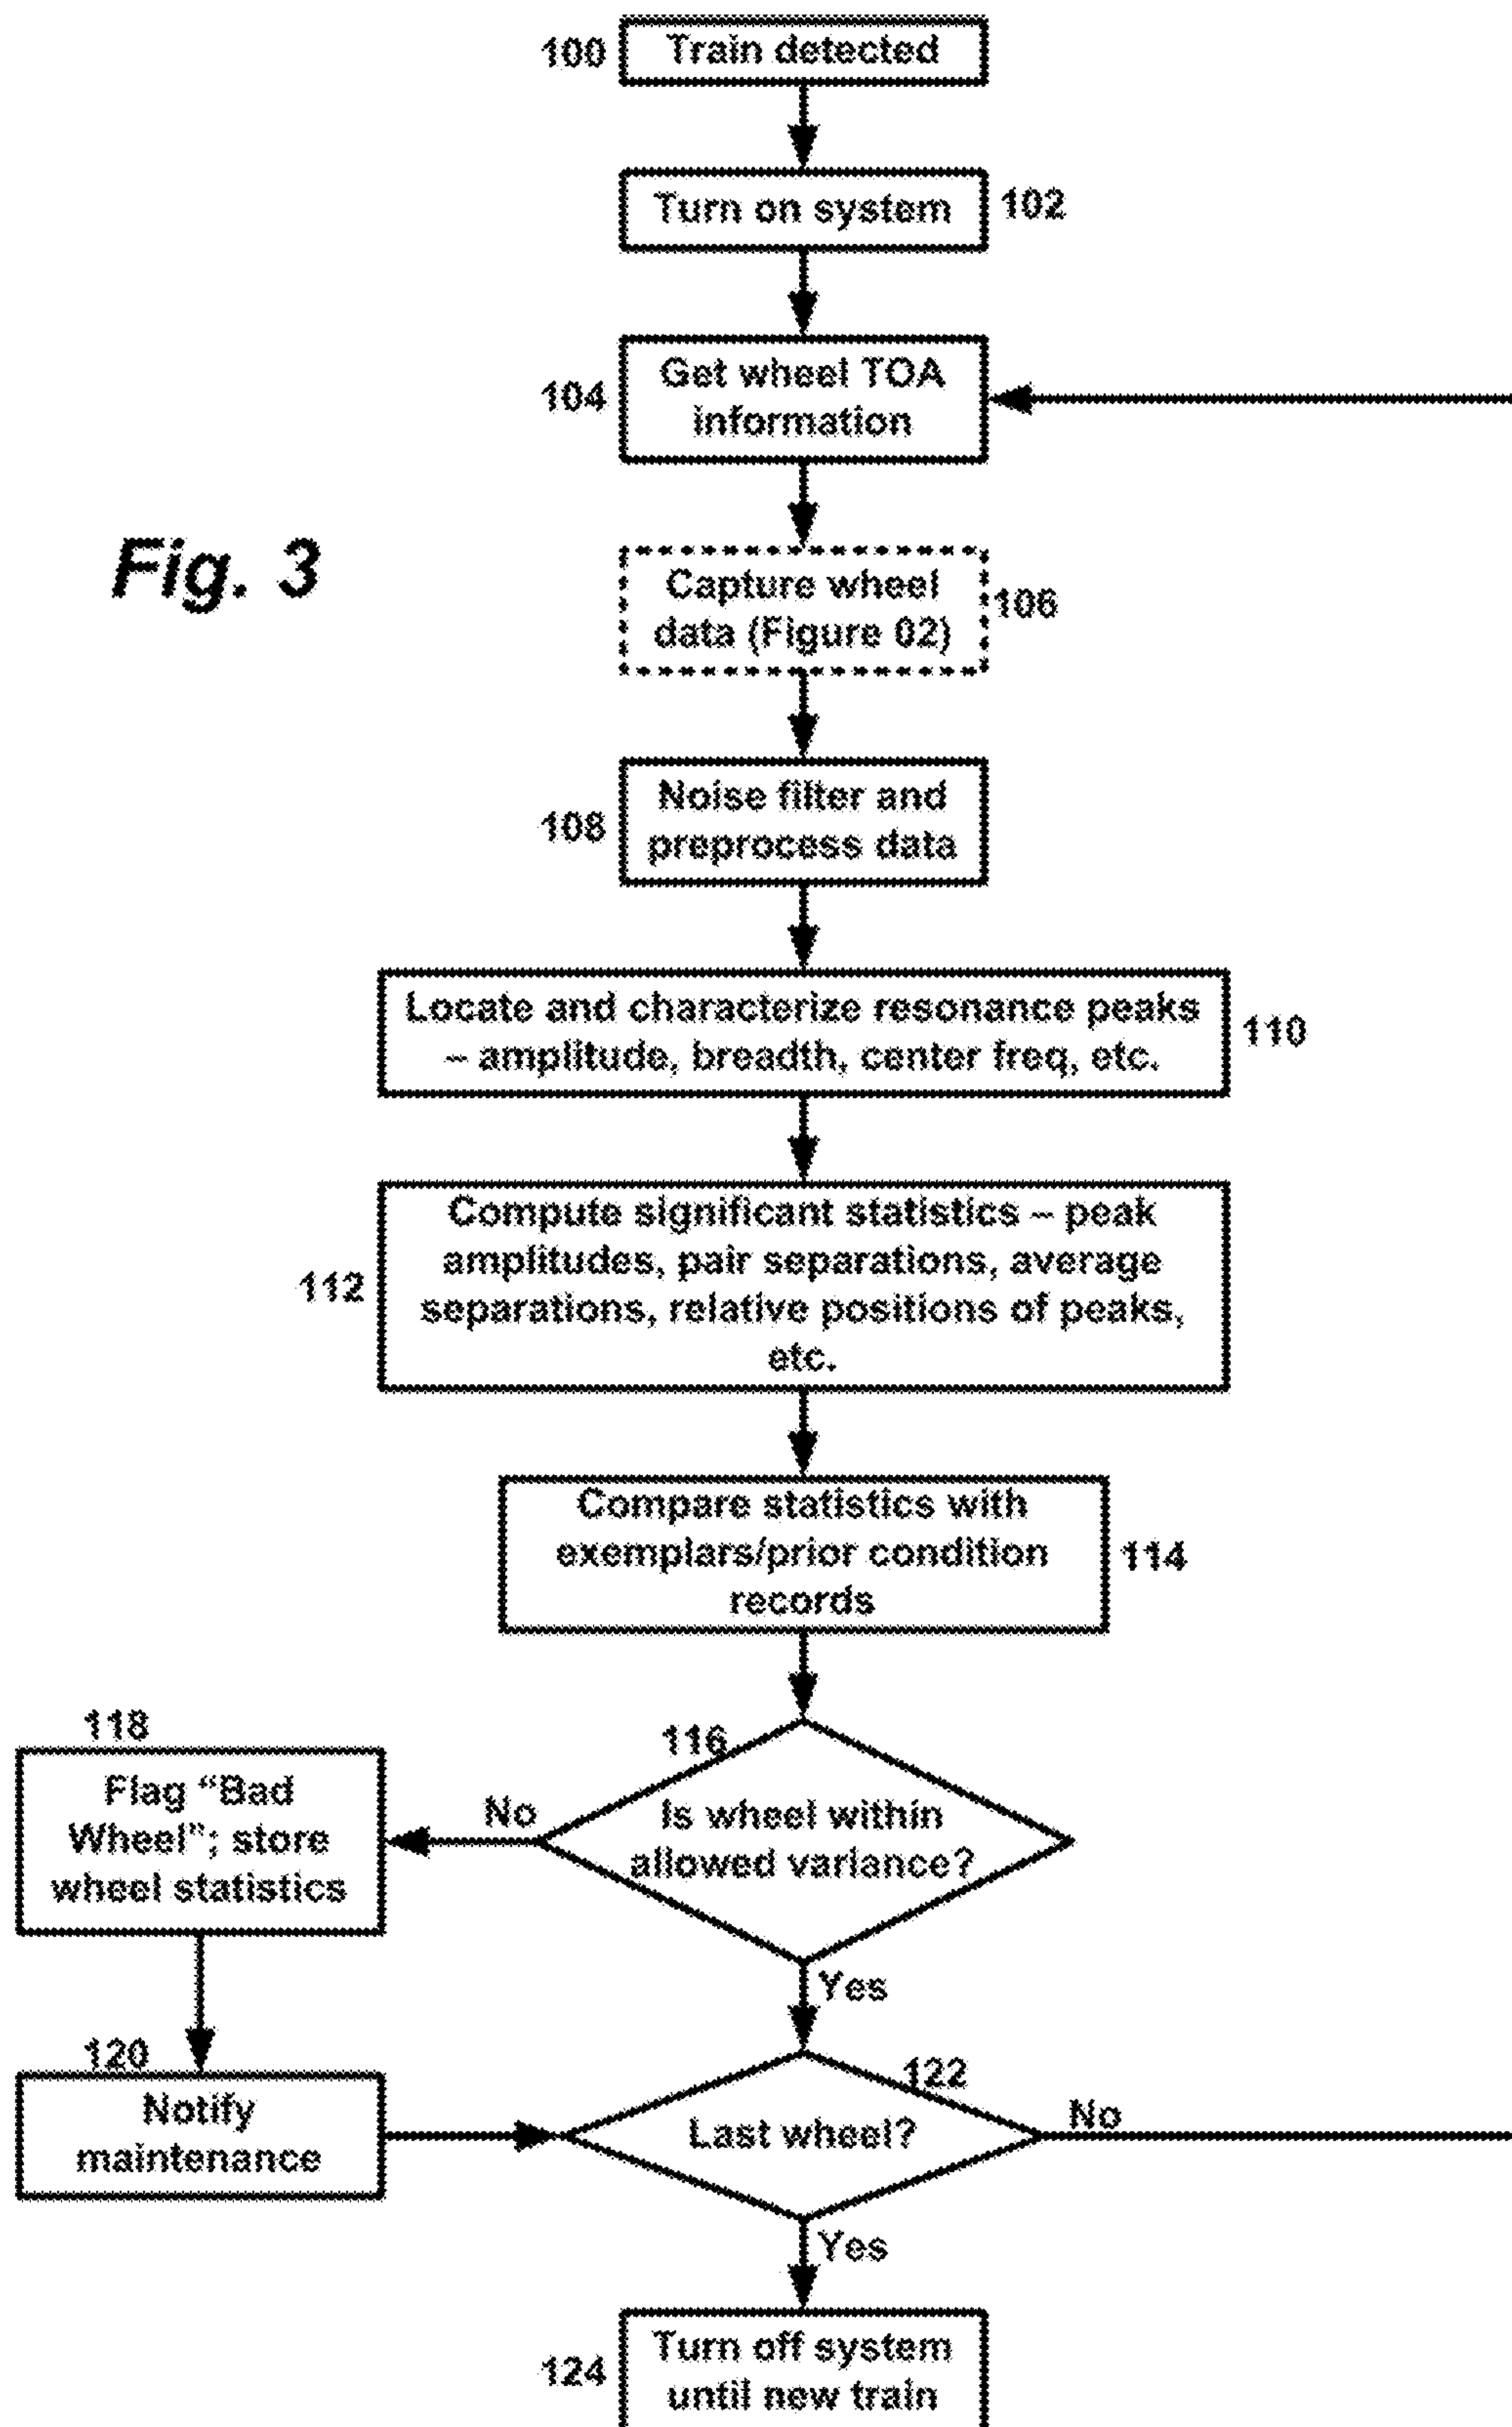 100
Train detected
Turn on system
102
104
Get wheel TOA
information
Fig. 3
Capture wheel
data (Figure 02)
106
108
Noise filter and
preprocess data
Locate and characterize resonance peaks
– amplitude, breadth, center freq, etc.
110
112
Compute significant statistics – peak
amplitudes, pair separations, average
separations, relative positions of peaks,
etc.
Compare statistics with
exemplars/prior condition
records
114
116
Is wheel within
allowed variance?
No
Yes
118
Flag “Bad
Wheel”; store
wheel statistics
120
Notify
maintenance
122
Last wheel?
No
Yes
124
Turn off system
until new train